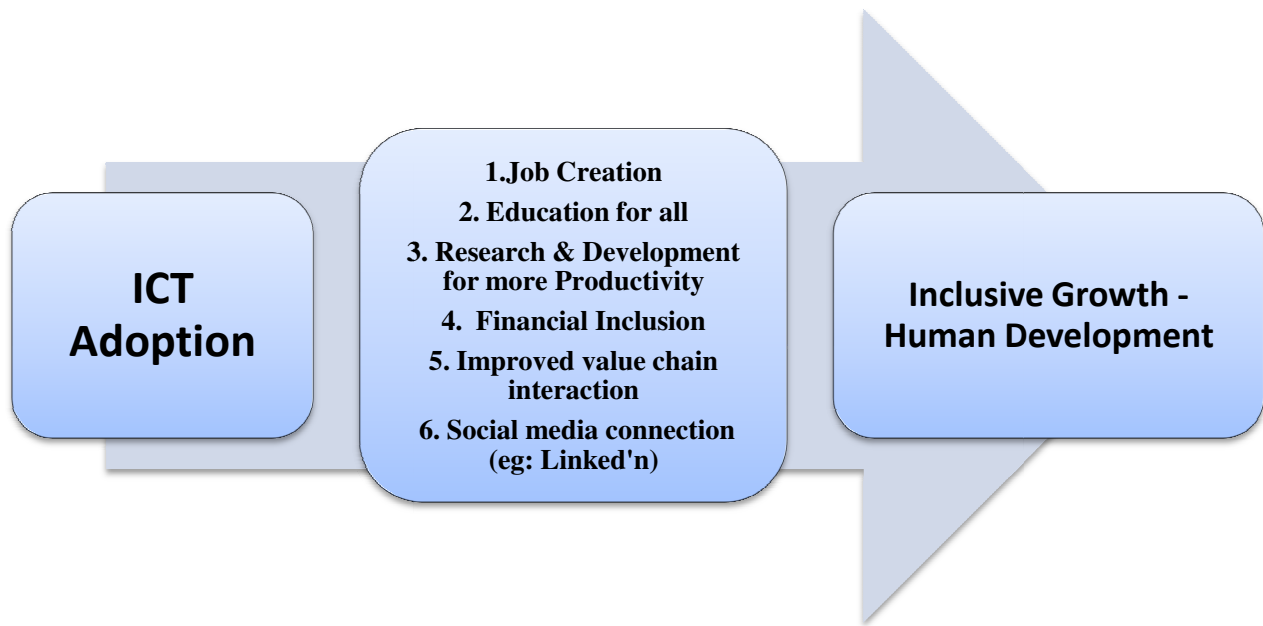 ICT
Adoption
1.Job Creation
2. Education for all
3. Research & Development
for more Productivity
4. Financial Inclusion
5. Improved value chain
interaction
6. Social media connection
(eg: Linked'n)
Inclusive Growth -
Human Development